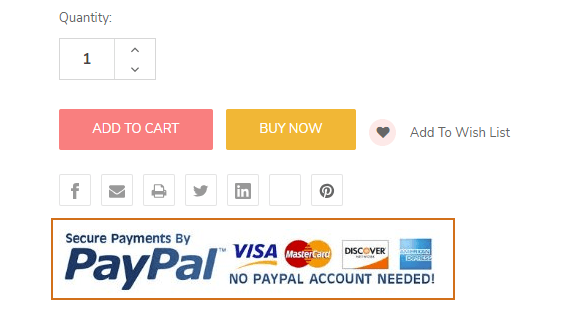 Quantity:
1
ADD TO CART BUY NOW Add To Wish List
Secure Payments By
PayPal™ VISA MasterCard DISCOVER NETWORK AMERICAN EXPRESS
NO PAYPAL ACCOUNT NEEDED!